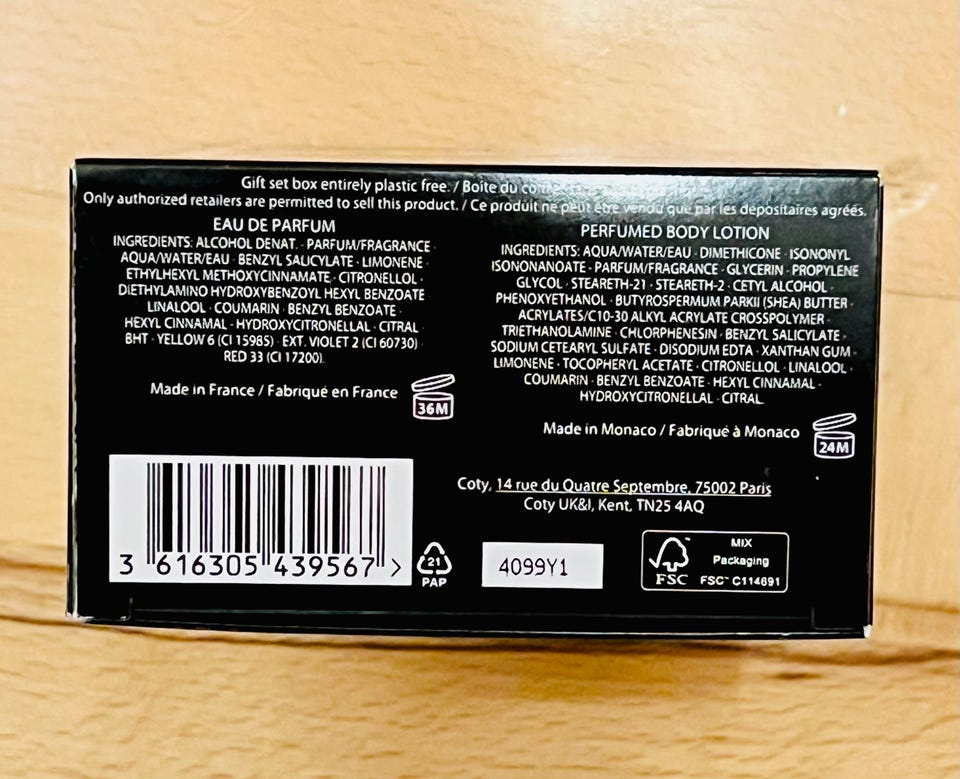 Gift set box entirely plastic free. / Boîte du
Only authorized retailers are permitted to sell this product. / Ce produit ne peut être vendu que par les dépositaires agréés.
EAU DE PARFUM
INGREDIENTS: ALCOHOL DENAT. · PARFUM/FRAGRANCE ·
AQUA/WATER/EAU · BENZYL SALICYLATE · LIMONENE ·
ETHYLHEXYL METHOXYCINNAMATE · CITRONELLOL ·
DIETHYLAMINO HYDROXYBENZOYL HEXYL BENZOATE ·
LINALOOL · COUMARIN · BENZYL BENZOATE ·
HEXYL CINNAMAL · HYDROXYCITRONELLAL · CITRAL ·
BHT · YELLOW 6 (CI 15985) · EXT. VIOLET 2 (CI 60730) ·
RED 33 (CI 17200).
Made in France / Fabriqué en France
36M
PERFUMED BODY LOTION
INGREDIENTS: AQUA/WATER/EAU · DIMETHICONE · ISONONYL
ISONONANOATE · PARFUM/FRAGRANCE · GLYCERIN · PROPYLENE
GLYCOL · STEARETH-21 · STEARETH-2 · CETYL ALCOHOL ·
PHENOXYETHANOL · BUTYROSPERMUM PARKII (SHEA) BUTTER ·
ACRYLATES/C10-30 ALKYL ACRYLATE CROSSPOLYMER ·
TRIETHANOLAMINE · CHLORPHENESIN · BENZYL SALICYLATE ·
SODIUM CETEARYL SULFATE · DISODIUM EDTA · XANTHAN GUM ·
LIMONENE · TOCOPHERYL ACETATE · CITRONELLOL · LINALOOL ·
COUMARIN · BENZYL BENZOATE · HEXYL CINNAMAL ·
HYDROXYCITRONELLAL · CITRAL.
Made in Monaco / Fabriqué à Monaco
24M
Coty, 14 rue du Quatre Septembre, 75002 Paris
Coty UK&I, Kent, TN25 4AQ
3 616305 439567 >
21
PAP
4099Y1
FSC
MIX
Packaging
FSC™ C114691